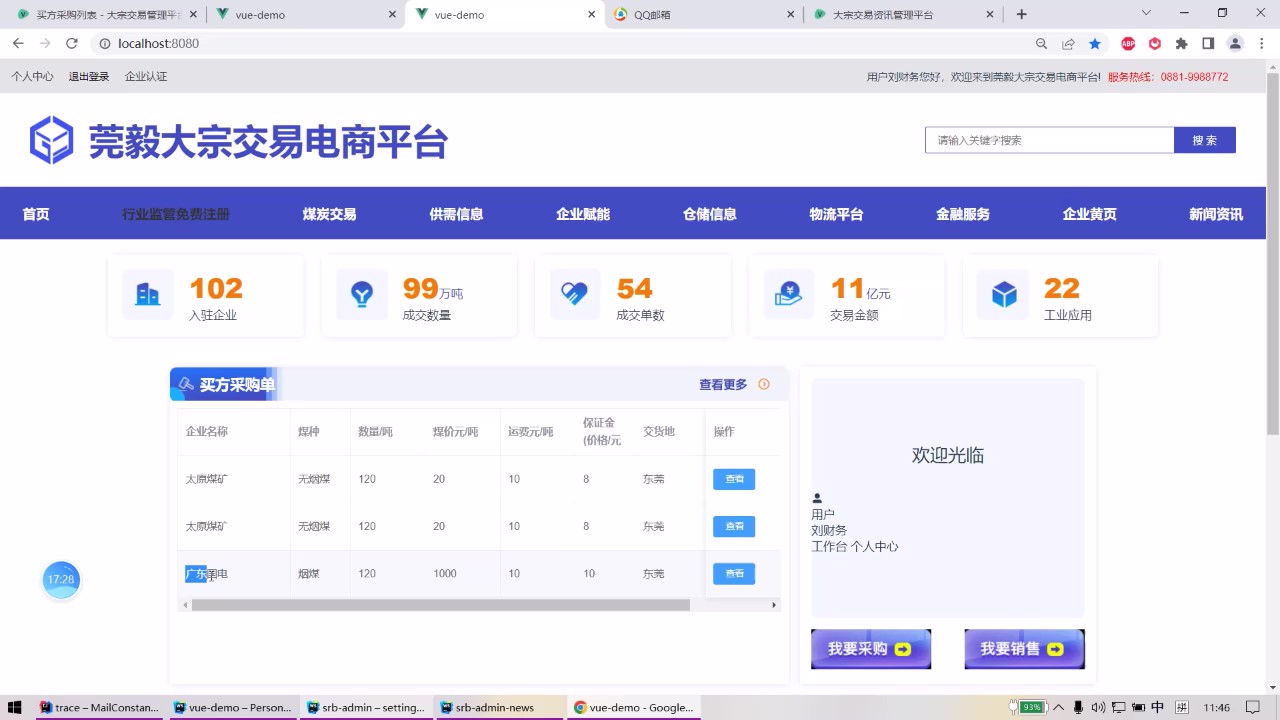 买方采购列表 - 大宗交易管理平台
vue-demo
vue-demo
QQ邮箱
大宗交易资讯管理平台
localhost:8080
ABP
个人中心 退出登录 企业认证
用户刘财务您好，欢迎来到莞毅大宗交易电商平台! 服务热线：0881-9988772
莞毅大宗交易电商平台
请输入关键字搜索
搜 索
首页 行业监管免费注册 煤炭交易 供需信息 企业赋能 仓储信息 物流平台 金融服务 企业黄页 新闻资讯
102
入驻企业
99万吨
成交数量
54
成交单数
11亿元
交易金额
22
工业应用
买方采购单
查看更多
企业名称 煤种 数量/吨 煤价元/吨 运费元/吨 保证金(价格/元 交货地 操作
太原煤矿 无烟煤 120 20 10 8 东莞 查看
太原煤矿 无烟煤 120 20 10 8 东莞 查看
广东国电 烟煤 120 1000 10 10 东莞 查看
欢迎光临
用户
刘财务
工作台 个人中心
我要采购
我要销售
17:28
trace – MailConstan...
vue-demo – Person...
srb-admin – setting...
srb-admin-news
vue-demo - Google...
93%
中
拼
11:46